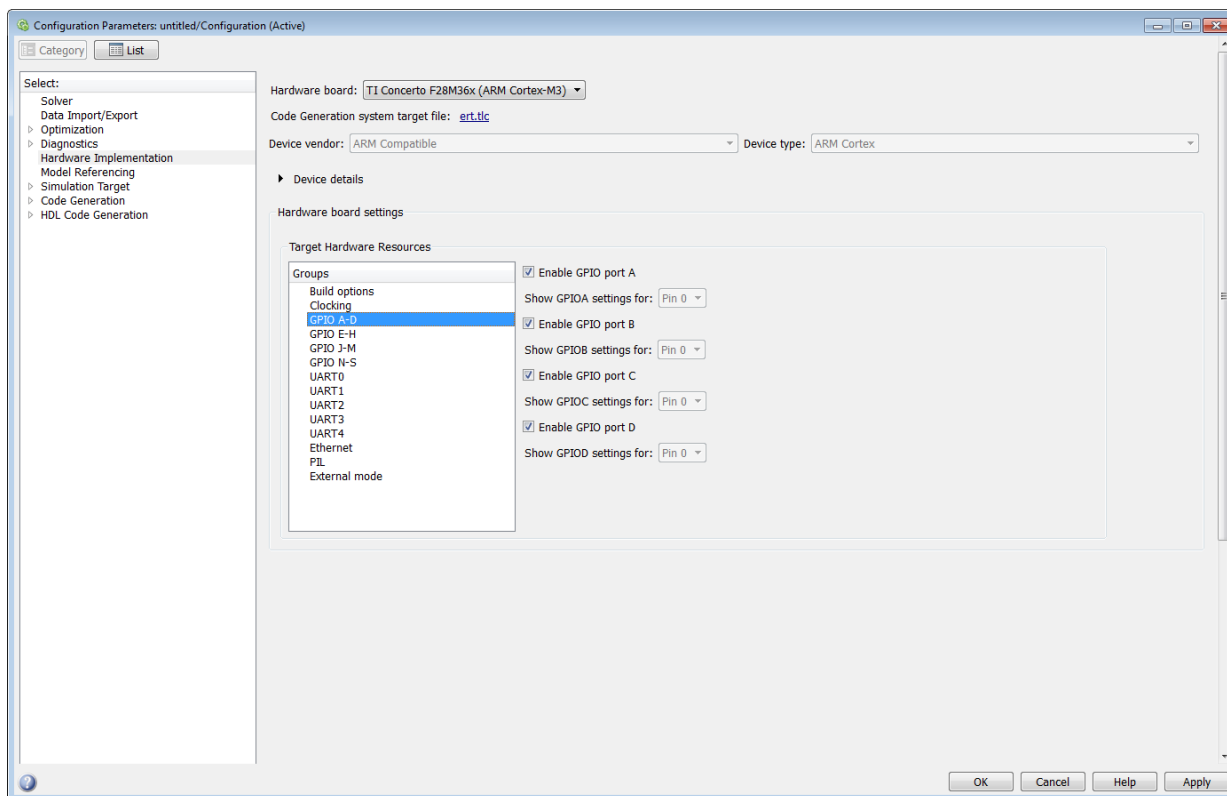 Configuration Parameters: untitled/Configuration (Active)
Category List
Select:
Solver
Data Import/Export
Optimization
Diagnostics
Hardware Implementation
Model Referencing
Simulation Target
Code Generation
HDL Code Generation
Hardware board: TI Concerto F28M36x (ARM Cortex-M3)
Code Generation system target file: ert.tlc
Device vendor: ARM Compatible Device type: ARM Cortex
Device details
Hardware board settings
Target Hardware Resources
Groups
Build options
Clocking
GPIO A-D
GPIO E-H
GPIO J-M
GPIO N-S
UART0
UART1
UART2
UART3
UART4
Ethernet
PIL
External mode
Enable GPIO port A
Show GPIOA settings for: Pin 0
Enable GPIO port B
Show GPIOB settings for: Pin 0
Enable GPIO port C
Show GPIOC settings for: Pin 0
Enable GPIO port D
Show GPIOD settings for: Pin 0
OK Cancel Help Apply